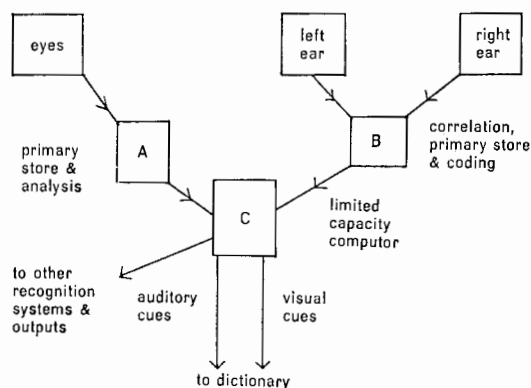 eyes
left
ear
right
ear
A
B
primary
store &
analysis
correlation,
primary store
& coding
C
limited
capacity
computor
to other
recognition
systems &
outputs
auditory
cues
visual
cues
to dictionary